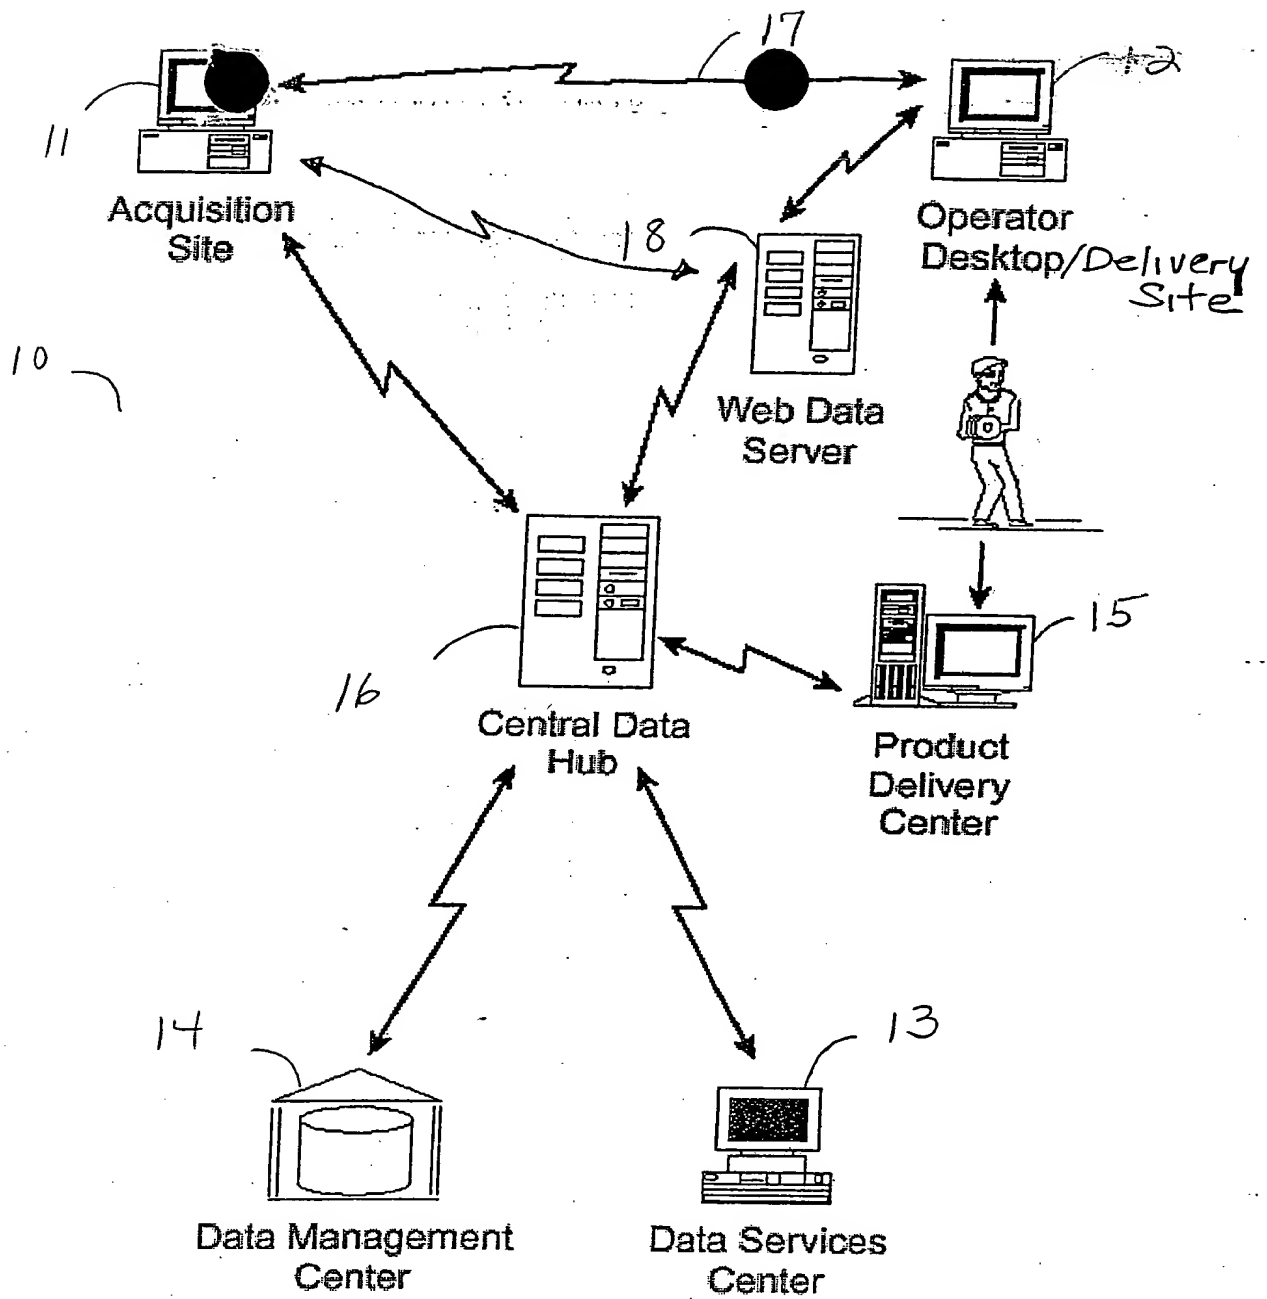 17
12
11
Acquisition
Site
18
Operator
Desktop/Delivery
Site
10
Web Data
Server
15
16
Central Data
Hub
Product
Delivery
Center
14
13
Data Management
Center
Data Services
Center